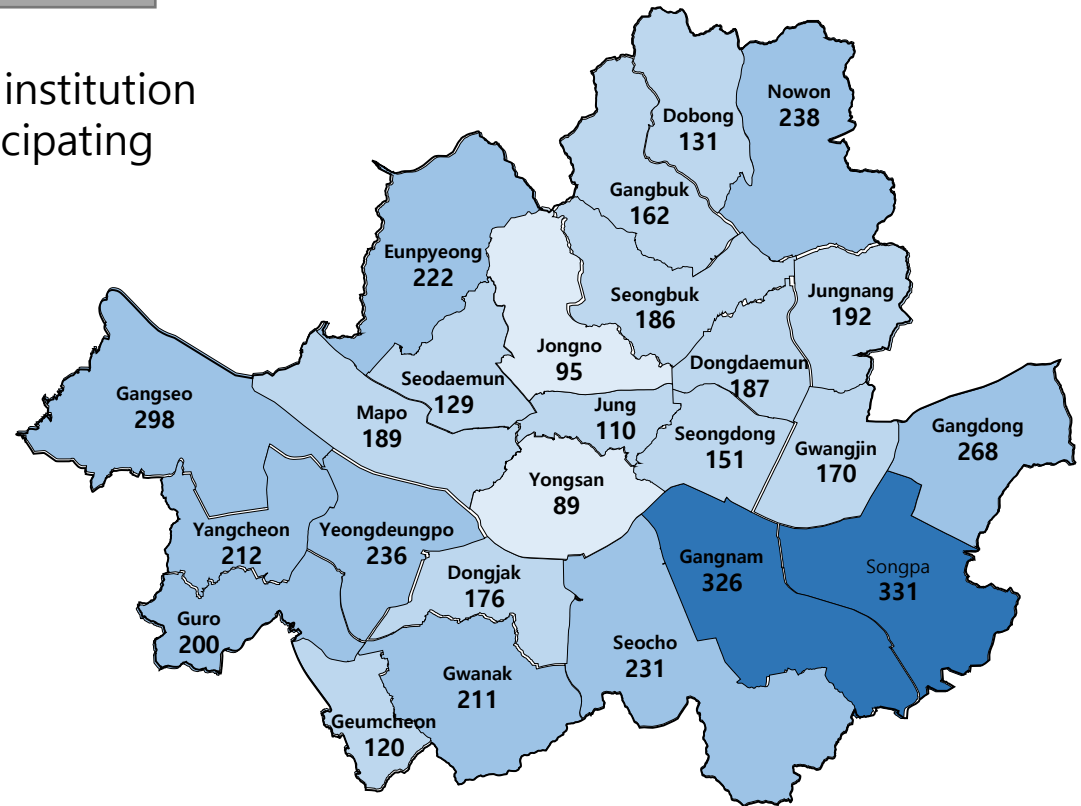 institution
cipating
Nowon
238
Dobong
131
Gangbuk
162
Eunpyeong
222
Seongbuk
186
Jungnang
192
Jongno
95
Dongdaemun
187
Seodaemun
129
Gangseo
298
Mapo
189
Jung
110
Seongdong
151
Gwangjin
170
Gangdong
268
Yongsan
89
Yangcheon
212
Yeongdeungpo
236
Gangnam
326
Songpa
331
Dongjak
176
Guro
200
Seocho
231
Gwanak
211
Geumcheon
120